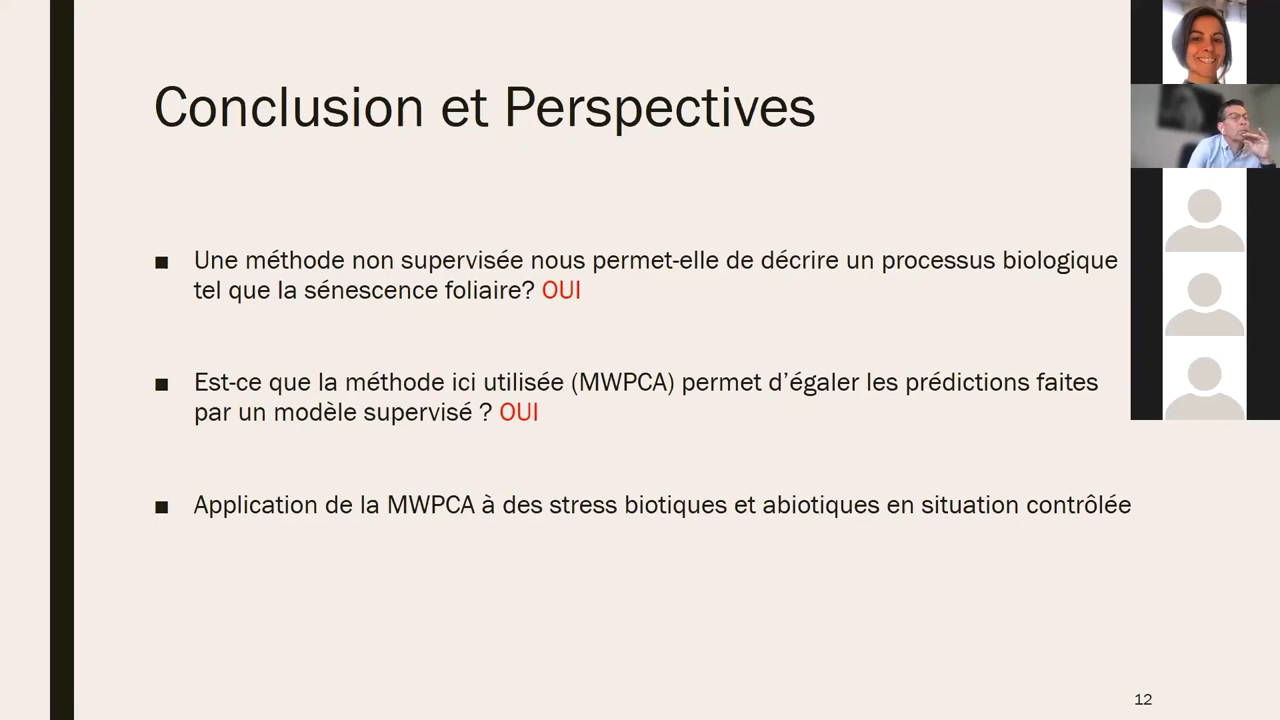 Conclusion et Perspectives
■ Une méthode non supervisée nous permet-elle de décrire un processus biologique
tel que la sénescence foliaire? OUI
■ Est-ce que la méthode ici utilisée (MWPCA) permet d’égaler les prédictions faites
par un modèle supervisé ? OUI
■ Application de la MWPCA à des stress biotiques et abiotiques en situation contrôlée
12